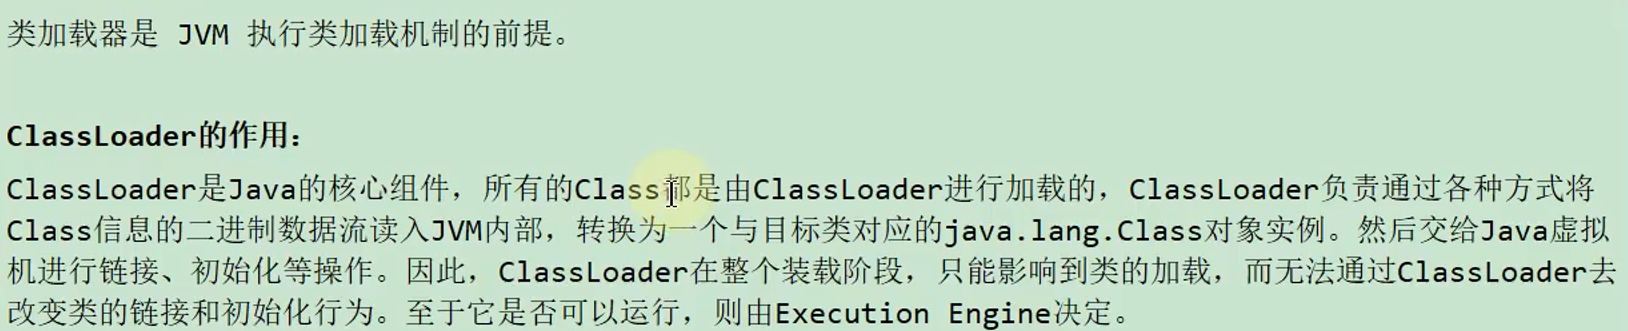 类加载器是 JVM 执行类加载机制的前提。
ClassLoader的作用：
ClassLoader是Java的核心组件，所有的Class都是由ClassLoader进行加载的，ClassLoader负责通过各种方式将
Class信息的二进制数据流读入JVM内部，转换为一个与目标类对应的java.lang.Class对象实例。然后交给Java虚拟
机进行链接、初始化等操作。因此，ClassLoader在整个装载阶段，只能影响到类的加载，而无法通过ClassLoader去
改变类的链接和初始化行为。至于它是否可以运行，则由Execution Engine决定。